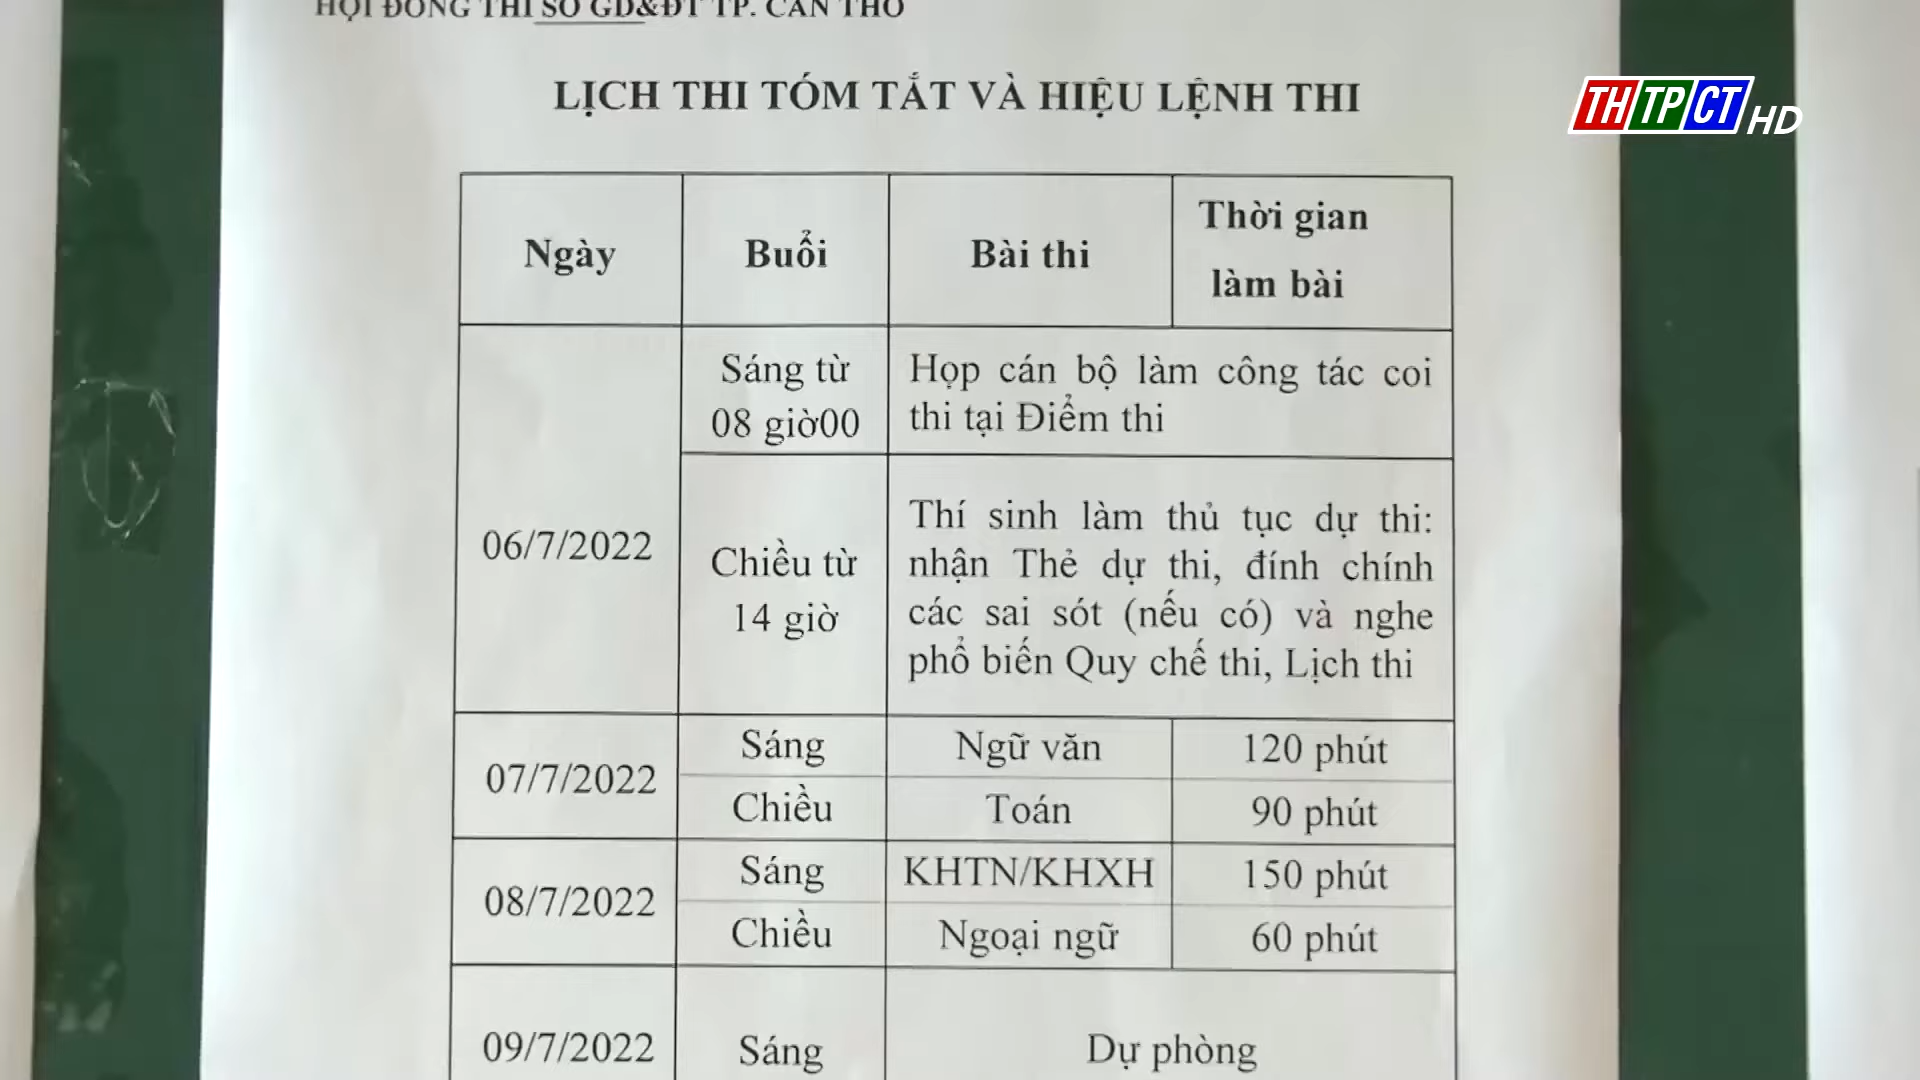 HỘI ĐỒNG THI SỞ GD&ĐT TP. CẦN THƠ
LỊCH THI TÓM TẮT VÀ HIỆU LỆNH THI
THTPCT HD
Ngày
Buổi
Bài thi
Thời gian
làm bài
06/7/2022
Sáng từ
08 giờ00
Họp cán bộ làm công tác coi
thi tại Điểm thi
Chiều từ
14 giờ
Thí sinh làm thủ tục dự thi:
nhận Thẻ dự thi, đính chính
các sai sót (nếu có) và nghe
phổ biến Quy chế thi, Lịch thi
07/7/2022
Sáng
Ngữ văn
120 phút
Chiều
Toán
90 phút
08/7/2022
Sáng
KHTN/KHXH
150 phút
Chiều
Ngoại ngữ
60 phút
09/7/2022
Sáng
Dự phòng